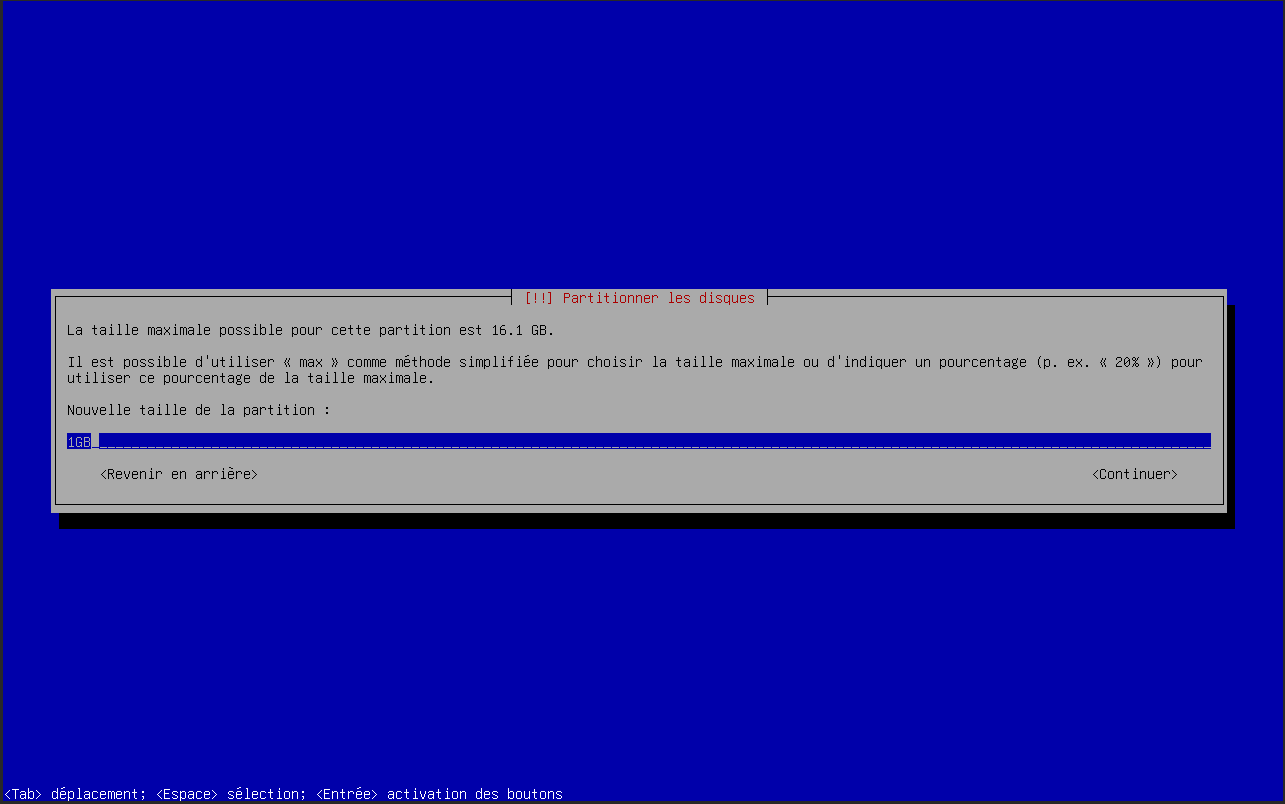 [!!] Partitionner les disques
La taille maximale possible pour cette partition est 16.1 GB.
Il est possible d'utiliser « max » comme méthode simplifiée pour choisir la taille maximale ou d'indiquer un pourcentage (p. ex. « 20% ») pour
utiliser ce pourcentage de la taille maximale.
Nouvelle taille de la partition :
1GB
<Revenir en arrière> <Continuer>
<Tab> déplacement; <Espace> sélection; <Entrée> activation des boutons